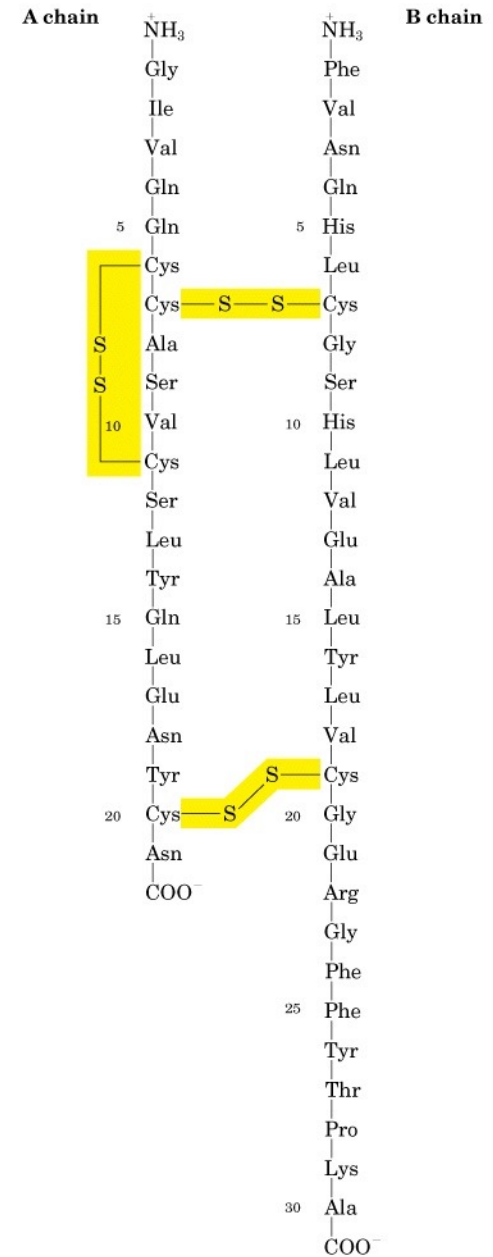 A chain
NH₃⁺
Gly
Ile
Val
Gln
5 Gln
Cys
Cys—S—S—
Ala
S
S
Ser
10 Val
Cys
Ser
Leu
Tyr
15 Gln
Leu
Glu
Asn
Tyr
20 Cys—S—S—
Asn
COO⁻
B chain
NH₃⁺
Phe
Val
Asn
Gln
5 His
Leu
Cys
Gly
Ser
10 His
Leu
Val
Glu
Ala
15 Leu
Tyr
Leu
Val
Cys
20 Gly
Glu
Arg
Gly
Phe
25 Phe
Tyr
Thr
Pro
Lys
30 Ala
COO⁻